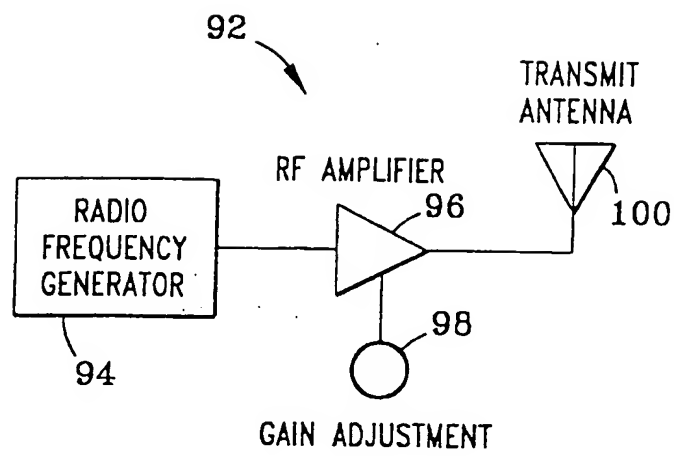 92
TRANSMIT
ANTENNA
RF AMPLIFIER
96
100
RADIO
FREQUENCY
GENERATOR
94
98
GAIN ADJUSTMENT